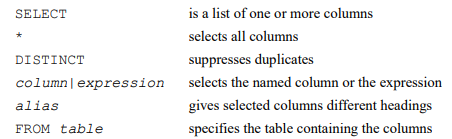 SELECT is a list of one or more columns
* selects all columns
DISTINCT suppresses duplicates
column|expression selects the named column or the expression
alias gives selected columns different headings
FROM table specifies the table containing the columns